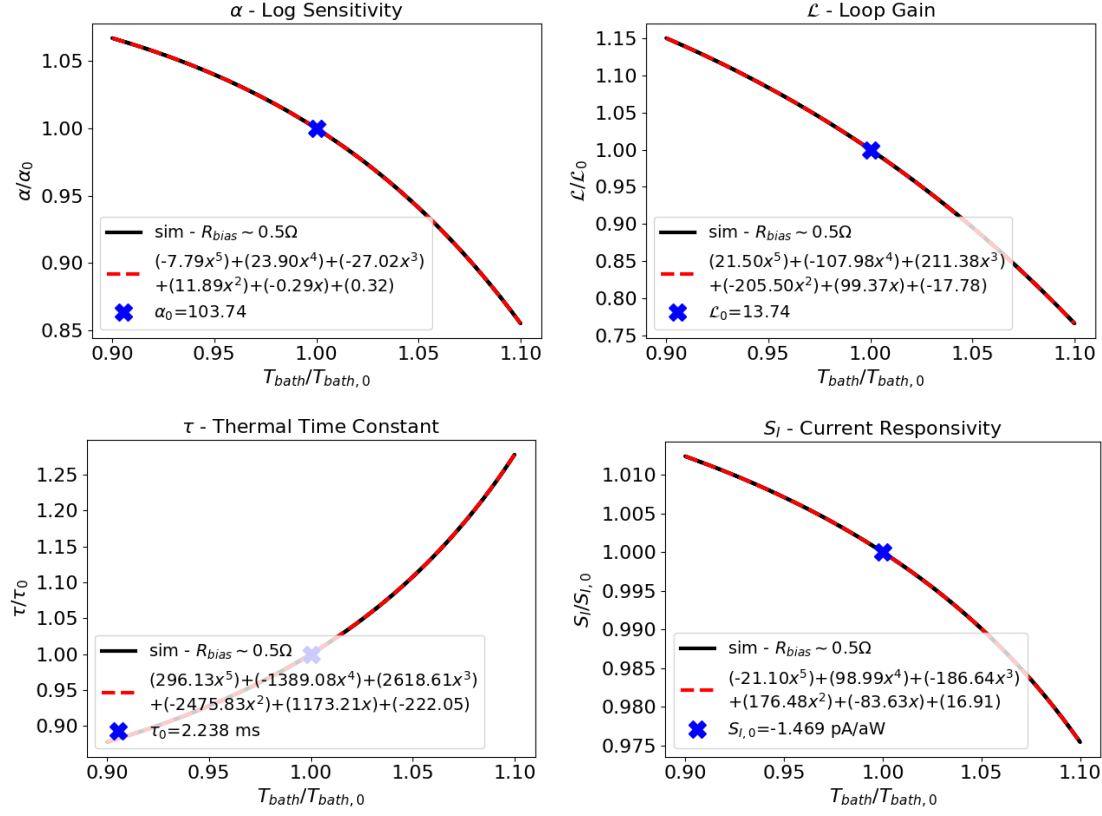 α - Log Sensitivity
α/α₀
1.05
1.00
0.95
0.90
0.85
sim - R_bias ~ 0.5Ω
(-7.79x⁵)+(23.90x⁴)+(-27.02x³)
+(11.89x²)+(-0.29x)+(0.32)
α₀=103.74
0.90 0.95 1.00 1.05 1.10
T_bath/T_bath,0
ℒ - Loop Gain
ℒ/ℒ₀
1.15
1.10
1.05
1.00
0.95
0.90
0.85
0.80
0.75
sim - R_bias ~ 0.5Ω
(21.50x⁵)+(-107.98x⁴)+(211.38x³)
+(-205.50x²)+(99.37x)+(-17.78)
ℒ₀=13.74
0.90 0.95 1.00 1.05 1.10
T_bath/T_bath,0
τ - Thermal Time Constant
τ/τ₀
1.25
1.20
1.15
1.10
1.05
1.00
0.95
0.90
sim - R_bias ~ 0.5Ω
(296.13x⁵)+(-1389.08x⁴)+(2618.61x³)
+(-2475.83x²)+(1173.21x)+(-222.05)
τ₀=2.238 ms
0.90 0.95 1.00 1.05 1.10
T_bath/T_bath,0
S_I - Current Responsivity
S_I/S_I,0
1.010
1.005
1.000
0.995
0.990
0.985
0.980
0.975
sim - R_bias ~ 0.5Ω
(-21.10x⁵)+(98.99x⁴)+(-186.64x³)
+(176.48x²)+(-83.63x)+(16.91)
S_I,0=-1.469 pA/aW
0.90 0.95 1.00 1.05 1.10
T_bath/T_bath,0